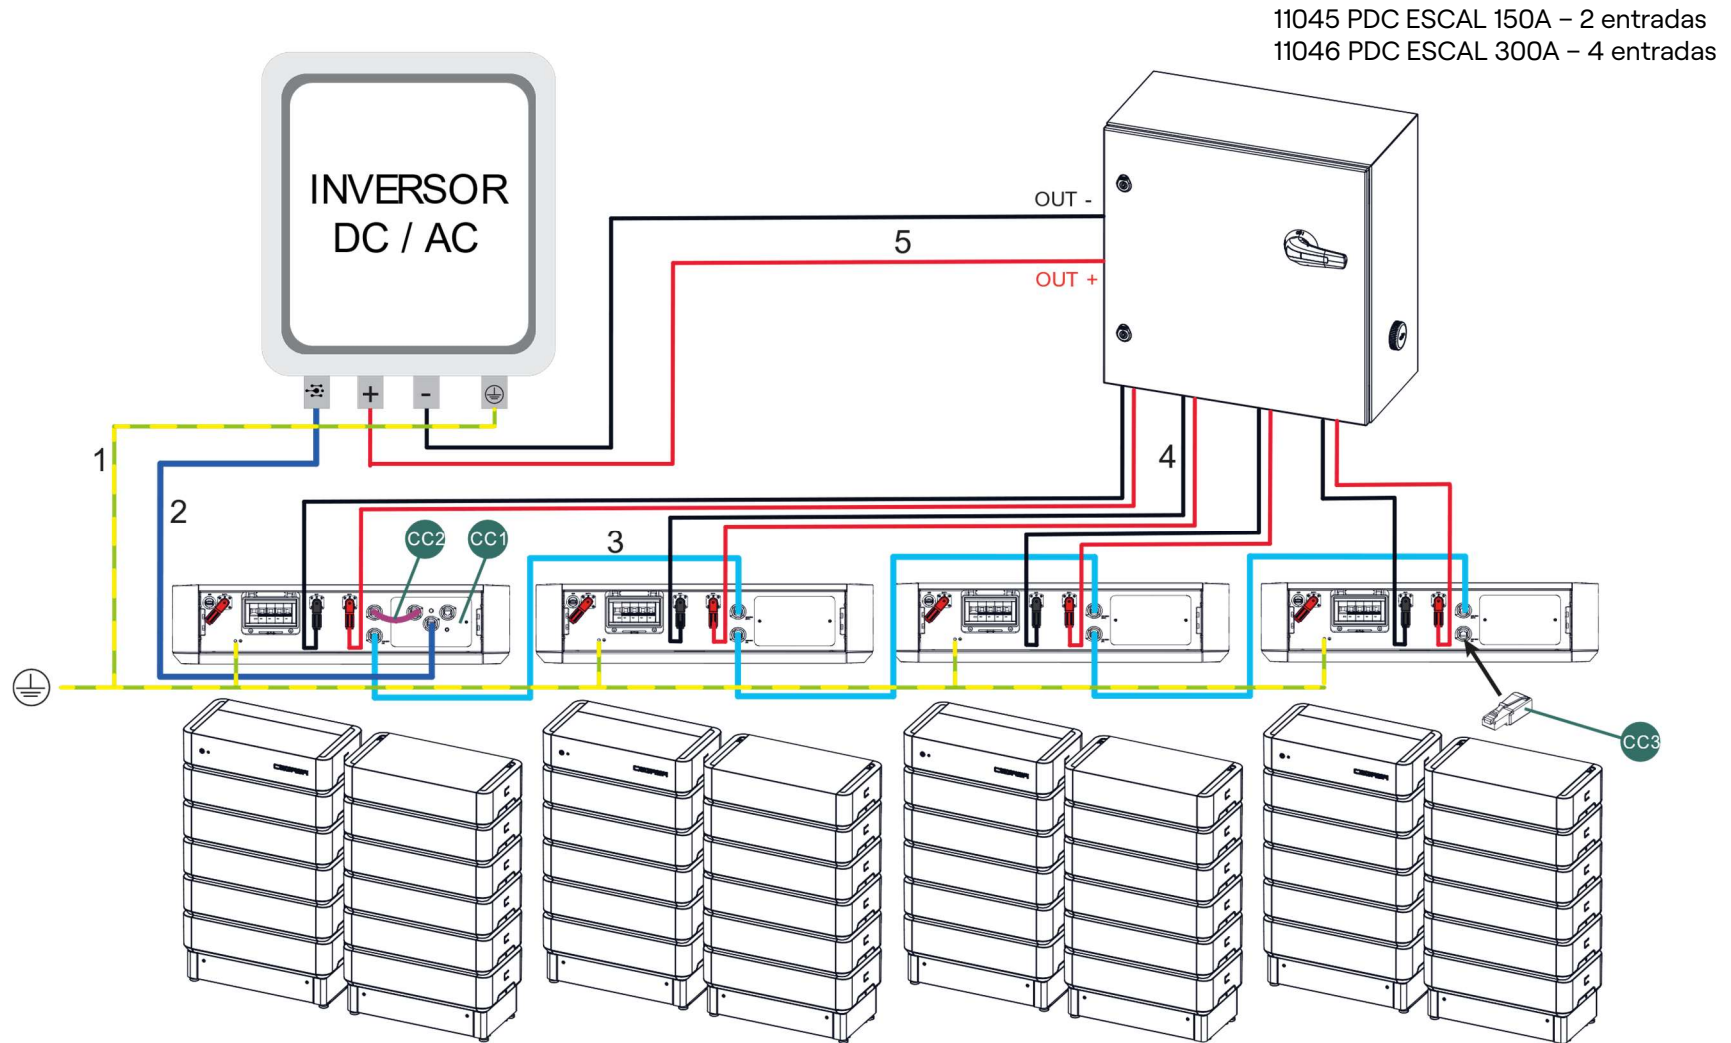 11045 PDC ESCAL 150A – 2 entradas
11046 PDC ESCAL 300A – 4 entradas
INVERSOR
DC / AC
OUT -
5
OUT +
+
-
1
4
2
CC2
CC1
3
CC3